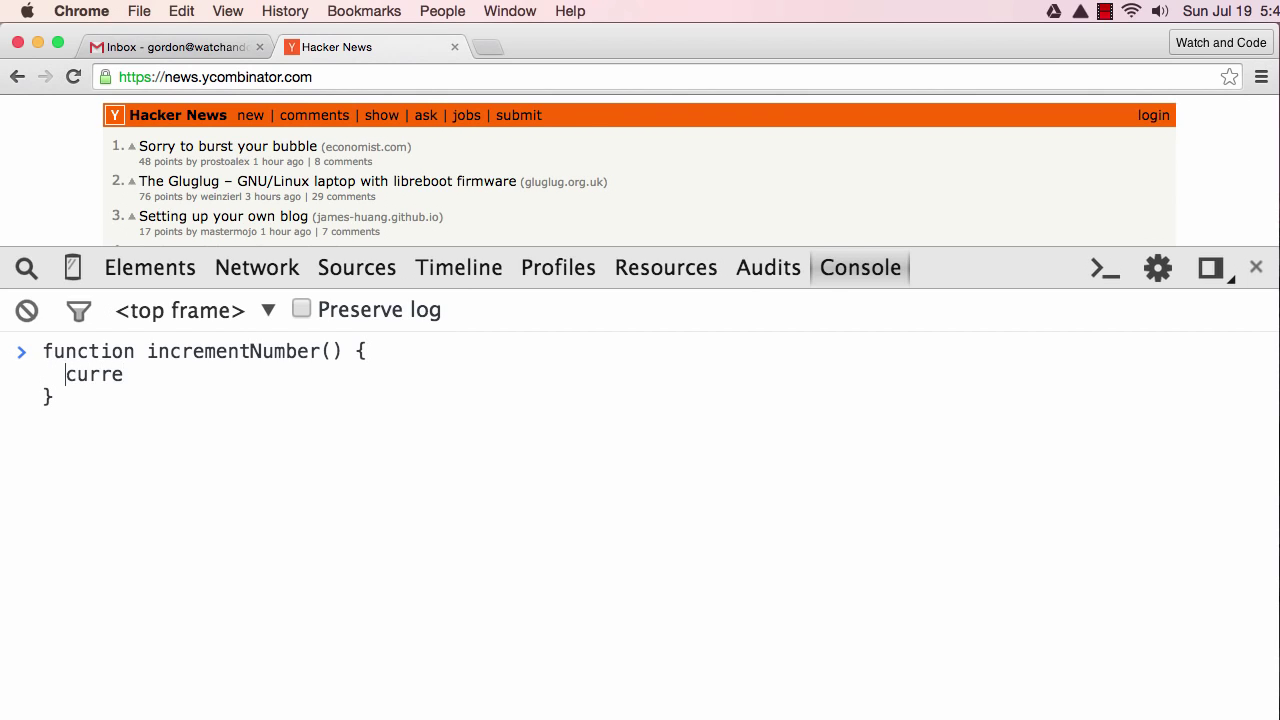 Chrome File Edit View History Bookmarks People Window Help Sun Jul 19 5:4
Inbox - gordon@watchand
Hacker News
Watch and Code
https://news.ycombinator.com
Y Hacker News new | comments | show | ask | jobs | submit login
1. Sorry to burst your bubble (economist.com)
48 points by prostoalex 1 hour ago | 8 comments
2. The Gluglug – GNU/Linux laptop with libreboot firmware (gluglug.org.uk)
76 points by weinzierl 3 hours ago | 29 comments
3. Setting up your own blog (james-huang.github.io)
17 points by mastermojo 1 hour ago | 7 comments
Elements Network Sources Timeline Profiles Resources Audits Console
<top frame> Preserve log
function incrementNumber() {
curre
}